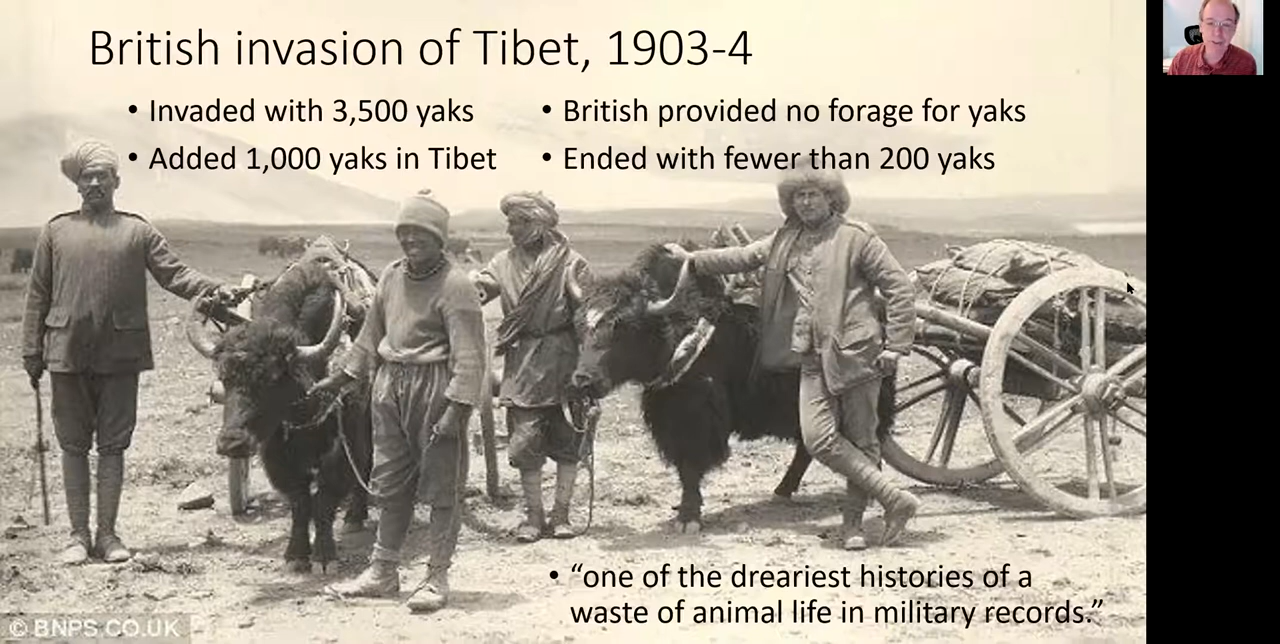 British invasion of Tibet, 1903-4
• Invaded with 3,500 yaks
• Added 1,000 yaks in Tibet
• British provided no forage for yaks
• Ended with fewer than 200 yaks
• “one of the dreariest histories of a
waste of animal life in military records.”
© BNPS.CO.UK